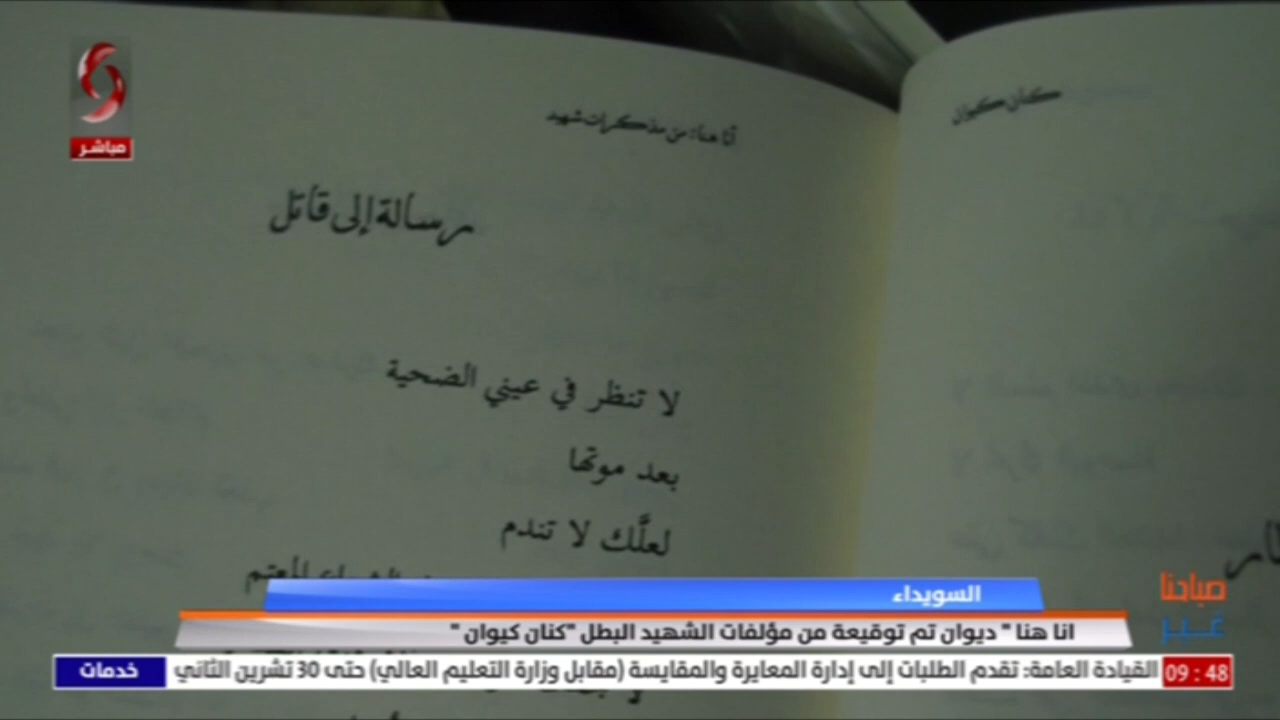 مباشر
كنان كيوان
أنا هنا: من مذكرات شهيد
رسالة إلى قاتل
لا تنظر في عيني الضحية
بعد موتها
لعلَّك لا تندم
المعتم
السويداء
صباحنا
غير
انا هنا " ديوان تم توقيعة من مؤلفات الشهيد البطل "كنان كيوان "
09 : 48
القيادة العامة: تقدم الطلبات إلى إدارة المعايرة والمقايسة (مقابل وزارة التعليم العالي) حتى 30 تشرين الثاني
خدمات